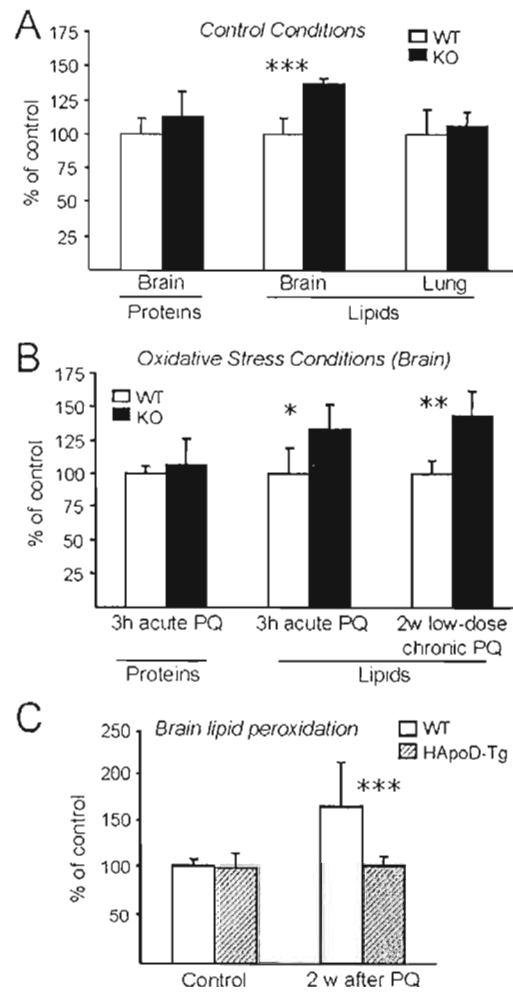 A
Control Conditions
WT
KO
% of control
175
150
125
100
75
50
25
***
Brain
Brain
Lung
Proteins
Lipids
B
Oxidative Stress Conditions (Brain)
WT
KO
% of control
175
150
125
100
75
50
25
*
**
3h acute PQ
3h acute PQ
2w low-dose
chronic PQ
Proteins
Lipids
C
Brain lipid peroxidation
WT
HApoD-Tg
% of control
250
200
150
100
50
***
Control
2 w after PQ